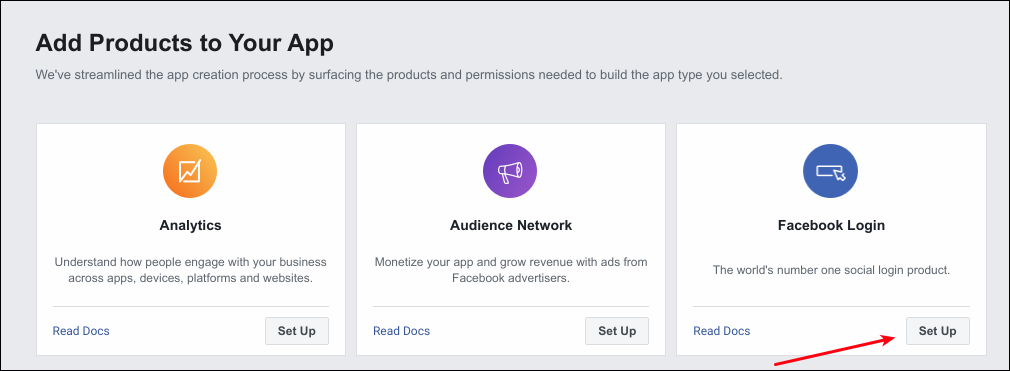 Add Products to Your App
We've streamlined the app creation process by surfacing the products and permissions needed to build the app type you selected.
Analytics
Understand how people engage with your business
across apps, devices, platforms and websites.
Read Docs
Set Up
Audience Network
Monetize your app and grow revenue with ads from
Facebook advertisers.
Read Docs
Set Up
Facebook Login
The world's number one social login product.
Read Docs
Set Up